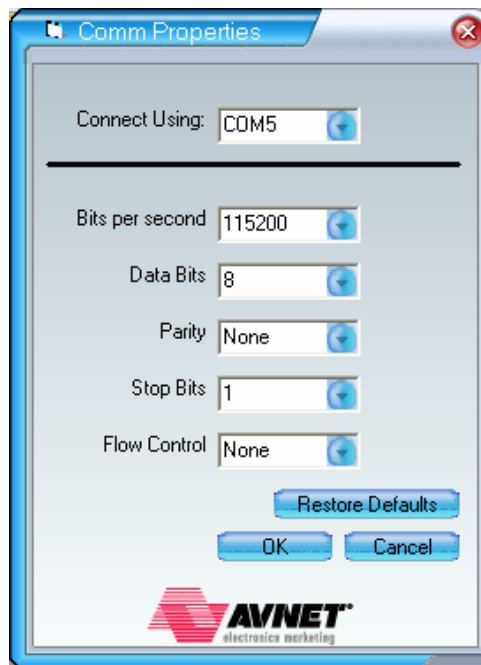 Comm Properties
Connect Using: COM5
Bits per second 115200
Data Bits 8
Parity None
Stop Bits 1
Flow Control None
Restore Defaults
OK Cancel
AVNET
electronics marketing